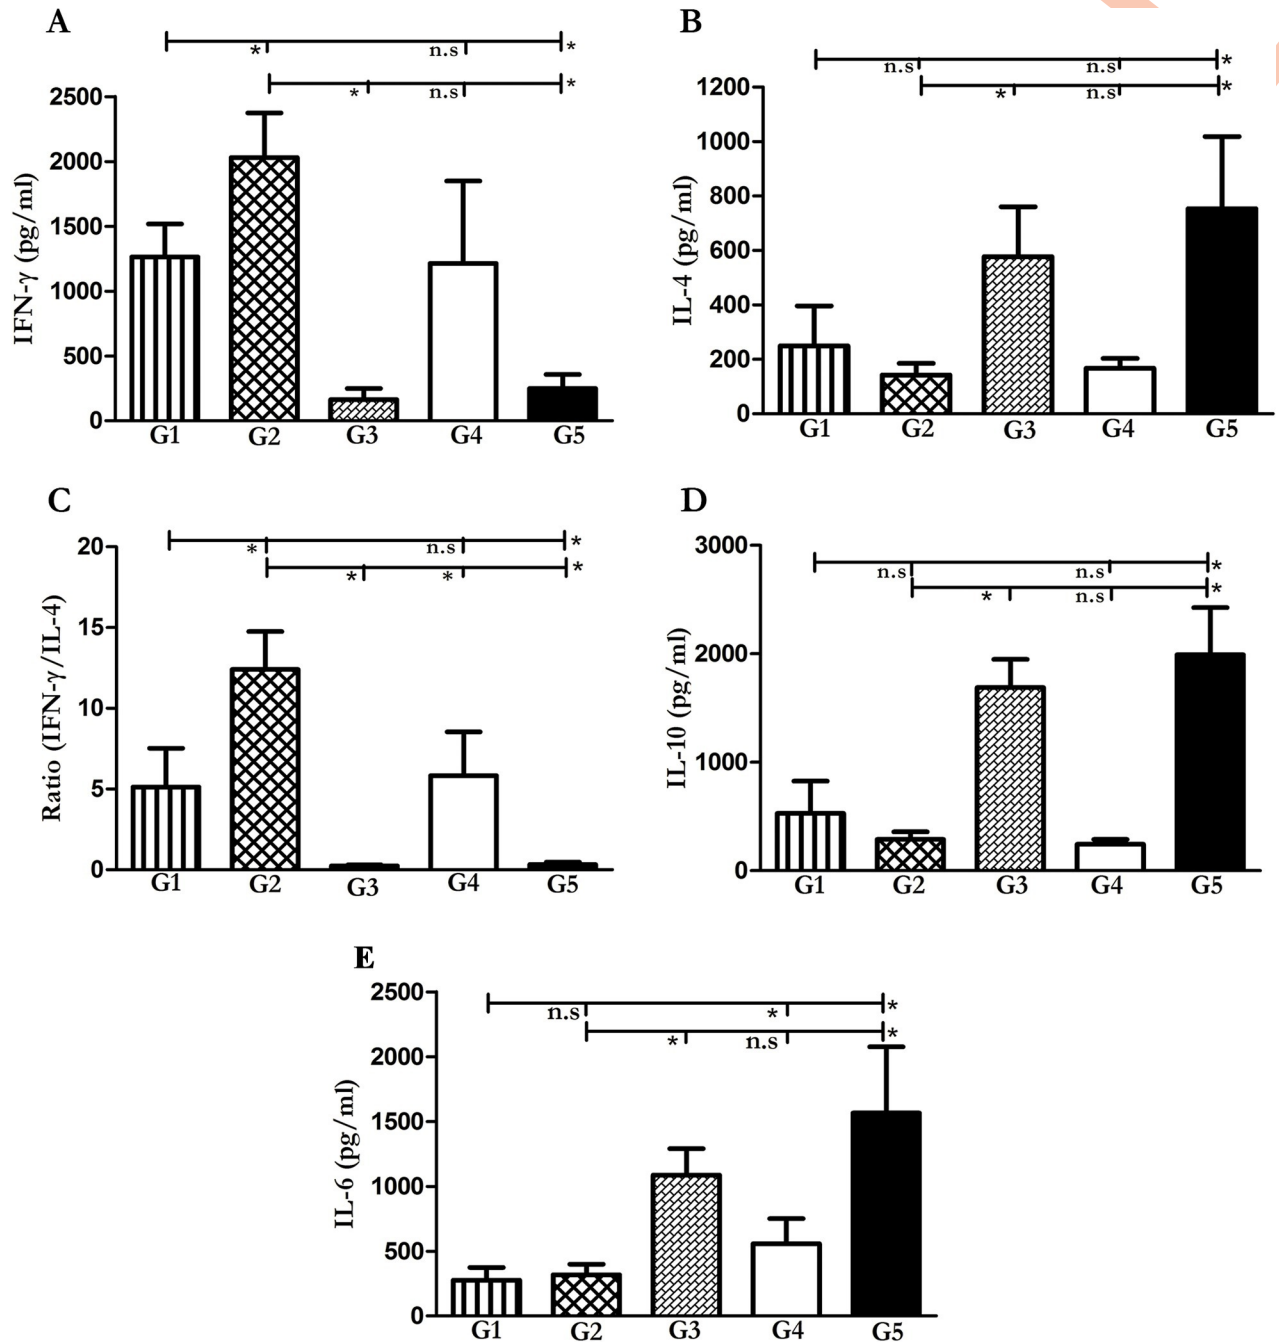 A
* n.s *
* n.s *
2500
2000
1500
1000
500
0
IFN-γ (pg/ml)
G1 G2 G3 G4 G5
B
n.s n.s *
* n.s *
1200
1000
800
600
400
200
0
IL-4 (pg/ml)
G1 G2 G3 G4 G5
C
* n.s *
* * *
20
15
10
5
0
Ratio (IFN-γ/IL-4)
G1 G2 G3 G4 G5
D
n.s n.s *
* n.s *
3000
2000
1000
0
IL-10 (pg/ml)
G1 G2 G3 G4 G5
E
n.s * *
* n.s *
2500
2000
1500
1000
500
0
IL-6 (pg/ml)
G1 G2 G3 G4 G5